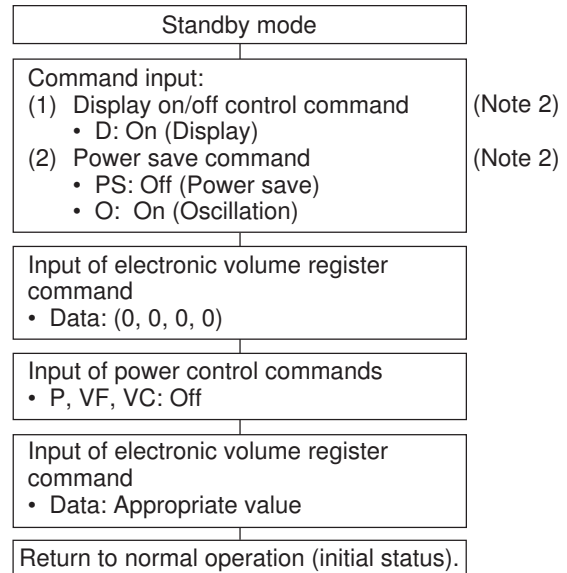 Standby mode
Command input:
(1) Display on/off control command (Note 2)
• D: On (Display)
(2) Power save command (Note 2)
• PS: Off (Power save)
• O: On (Oscillation)
Input of electronic volume register
command
• Data: (0, 0, 0, 0)
Input of power control commands
• P, VF, VC: Off
Input of electronic volume register
command
• Data: Appropriate value
Return to normal operation (initial status).